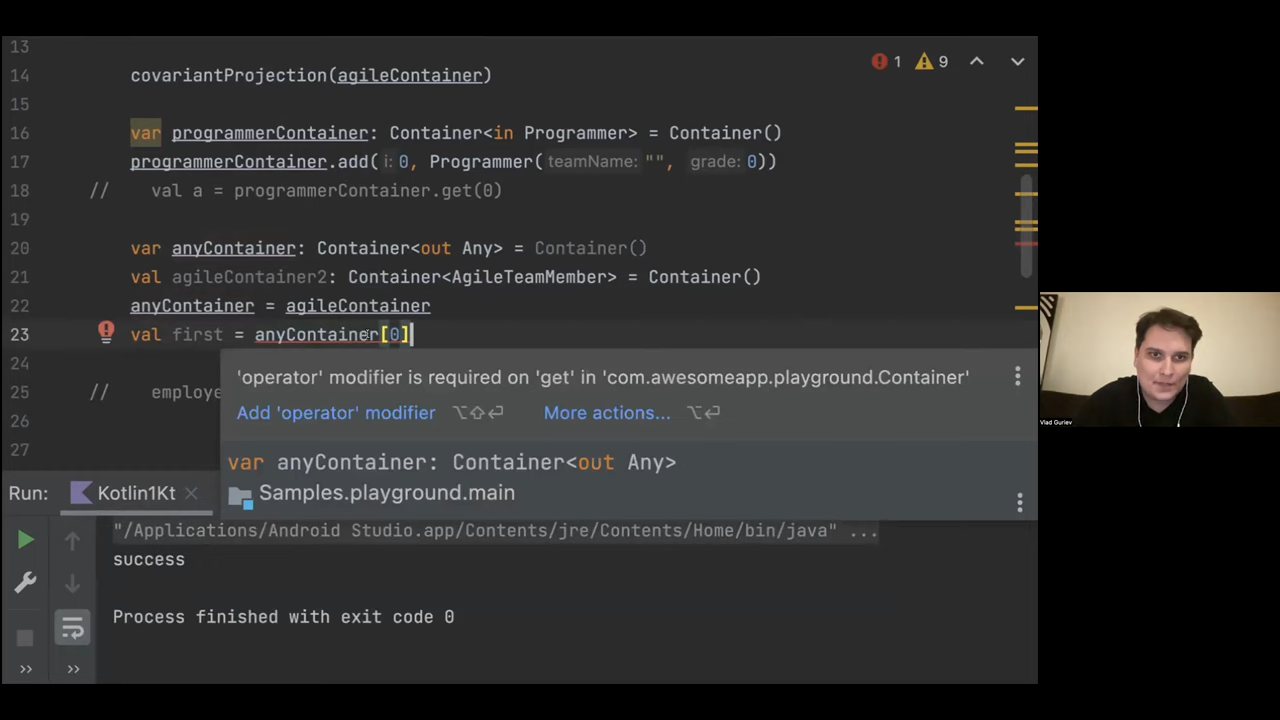 13
14 covariantProjection(agileContainer)
1 9
15
16 var programmerContainer: Container<in Programmer> = Container()
17 programmerContainer.add( i: 0, Programmer( teamName: "", grade: 0))
18 // val a = programmerContainer.get(0)
19
20 var anyContainer: Container<out Any> = Container()
21 val agileContainer2: Container<AgileTeamMember> = Container()
22 anyContainer = agileContainer
23 val first = anyContainer[0]
24
'operator' modifier is required on 'get' in 'com.awesomeapp.playground.Container'
25 // employe
Add 'operator' modifier ⌥⇧⏎ More actions... ⌥⏎
26
27
var anyContainer: Container<out Any>
Samples.playground.main
Run: Kotlin1Kt ×
"/Applications/Android Studio.app/Contents/jre/Contents/Home/bin/java" ...
success
Process finished with exit code 0
Vlad Guriev